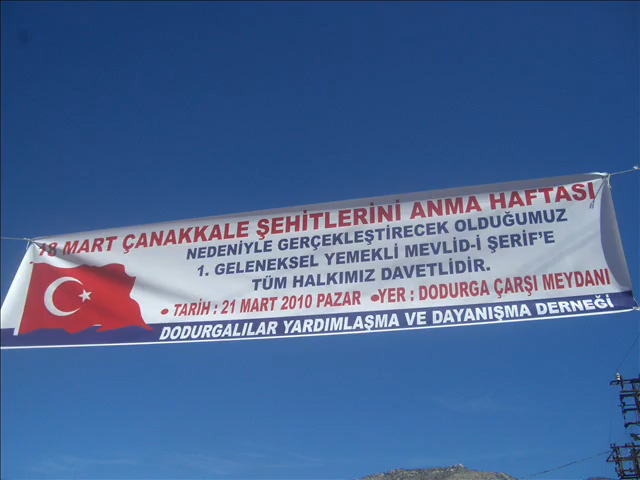 18 MART ÇANAKKALE ŞEHİTLERİNİ ANMA HAFTASI
NEDENİYLE GERÇEKLEŞTİRECEK OLDUĞUMUZ
1. GELENEKSEL YEMEKLİ MEVLİD-İ ŞERİF'E
TÜM HALKIMIZ DAVETLİDİR.
• TARİH : 21 MART 2010 PAZAR •YER : DODURGA ÇARŞI MEYDANI
DODURGALILAR YARDIMLAŞMA VE DAYANIŞMA DERNEĞİ